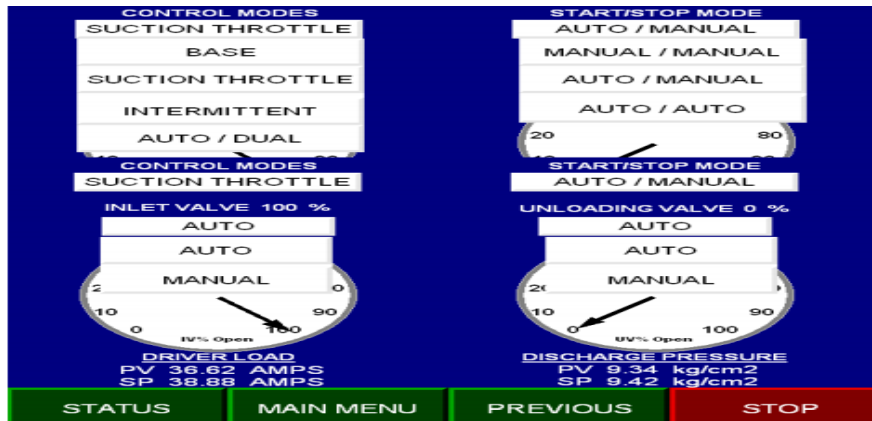 CONTROL MODES
SUCTION THROTTLE
BASE
SUCTION THROTTLE
INTERMITTENT
AUTO / DUAL
START/STOP MODE
AUTO / MANUAL
MANUAL / MANUAL
AUTO / MANUAL
AUTO / AUTO
20 80
CONTROL MODES
SUCTION THROTTLE
START/STOP MODE
AUTO / MANUAL
INLET VALVE 100 %
AUTO
AUTO
MANUAL
10 90
0 100
IV% Open
UNLOADING VALVE 0 %
AUTO
AUTO
MANUAL
10 90
0 100
UV% Open
DRIVER LOAD
PV 36.62 AMPS
SP 38.88 AMPS
DISCHARGE PRESSURE
PV 9.34 kg/cm2
SP 9.42 kg/cm2
STATUS MAIN MENU PREVIOUS STOP